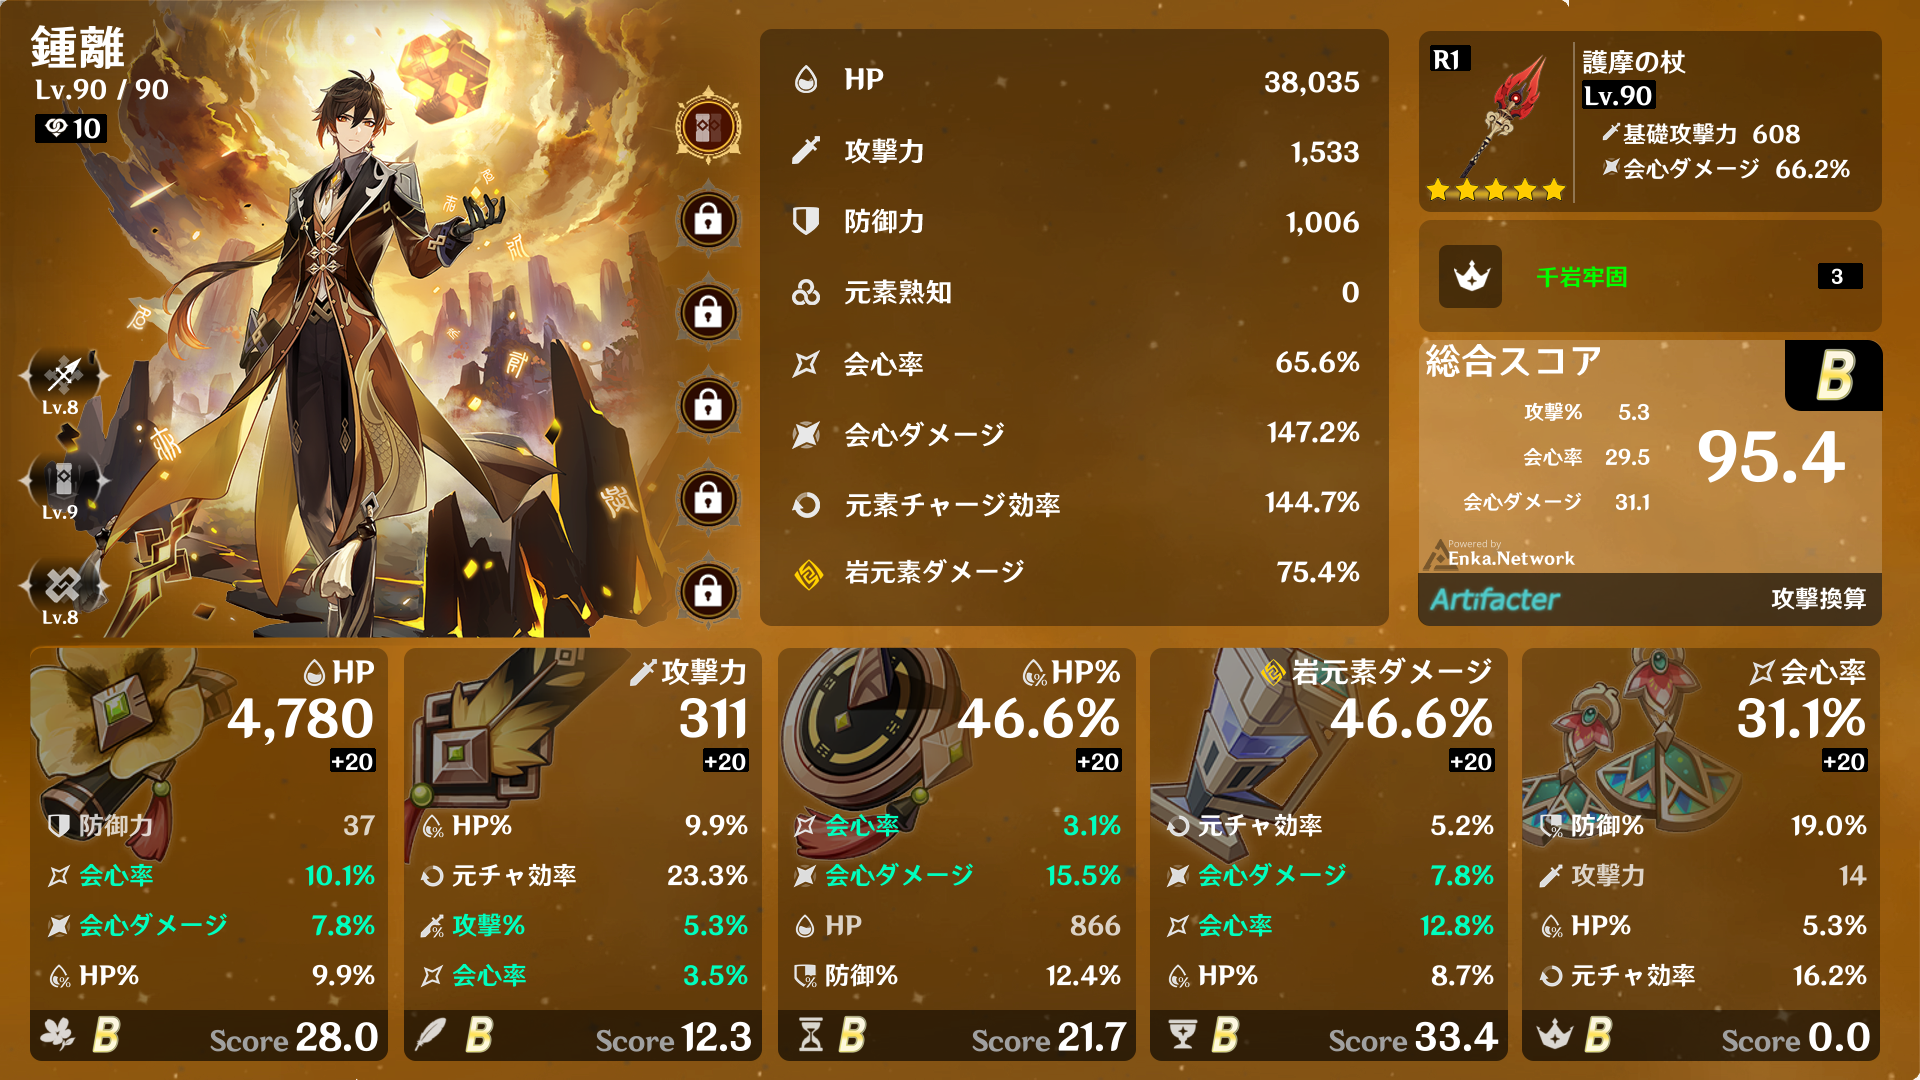 鍾離
Lv.90 / 90
10
Lv.8
Lv.9
Lv.8
HP 38,035
攻撃力 1,533
防御力 1,006
元素熟知 0
会心率 65.6%
会心ダメージ 147.2%
元素チャージ効率 144.7%
岩元素ダメージ 75.4%
R1
護摩の杖
Lv.90
基礎攻撃力 608
会心ダメージ 66.2%
千岩牢固 3
総合スコア
B
攻撃% 5.3
会心率 29.5
会心ダメージ 31.1
95.4
Powered by
Enka.Network
Artifacter 攻撃換算
HP
4,780
+20
防御力 37
会心率 10.1%
会心ダメージ 7.8%
HP% 9.9%
B Score 28.0
攻撃力
311
+20
HP% 9.9%
元チャ効率 23.3%
攻撃% 5.3%
会心率 3.5%
B Score 12.3
HP%
46.6%
+20
会心率 3.1%
会心ダメージ 15.5%
HP 866
防御% 12.4%
B Score 21.7
岩元素ダメージ
46.6%
+20
元チャ効率 5.2%
会心ダメージ 7.8%
会心率 12.8%
HP% 8.7%
B Score 33.4
会心率
31.1%
+20
防御% 19.0%
攻撃力 14
HP% 5.3%
元チャ効率 16.2%
B Score 0.0